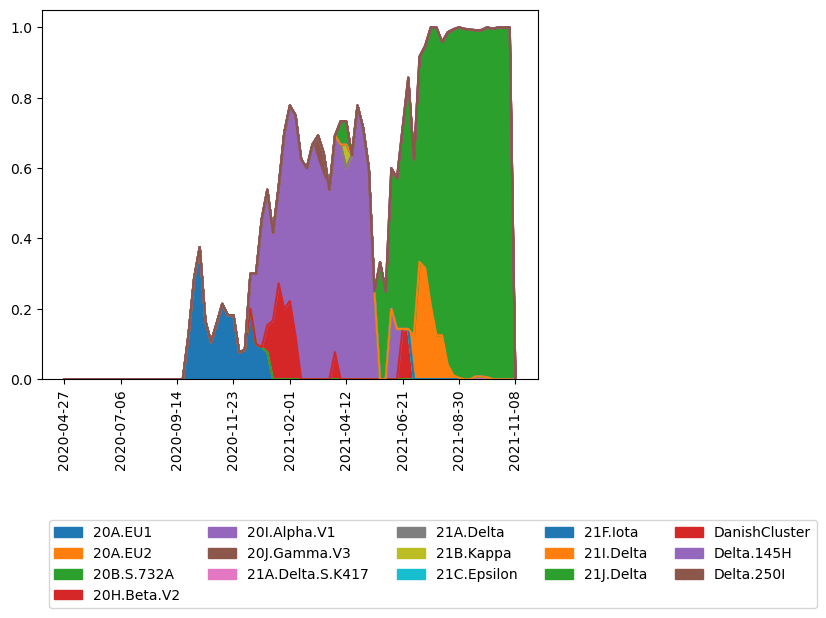 1.0
0.8
0.6
0.4
0.2
0.0
2020-04-27
2020-07-06
2020-09-14
2020-11-23
2021-02-01
2021-04-12
2021-06-21
2021-08-30
2021-11-08
20A.EU1
20A.EU2
20B.S.732A
20H.Beta.V2
20I.Alpha.V1
20J.Gamma.V3
21A.Delta.S.K417
21A.Delta
21B.Kappa
21C.Epsilon
21F.Iota
21I.Delta
21J.Delta
DanishCluster
Delta.145H
Delta.250I